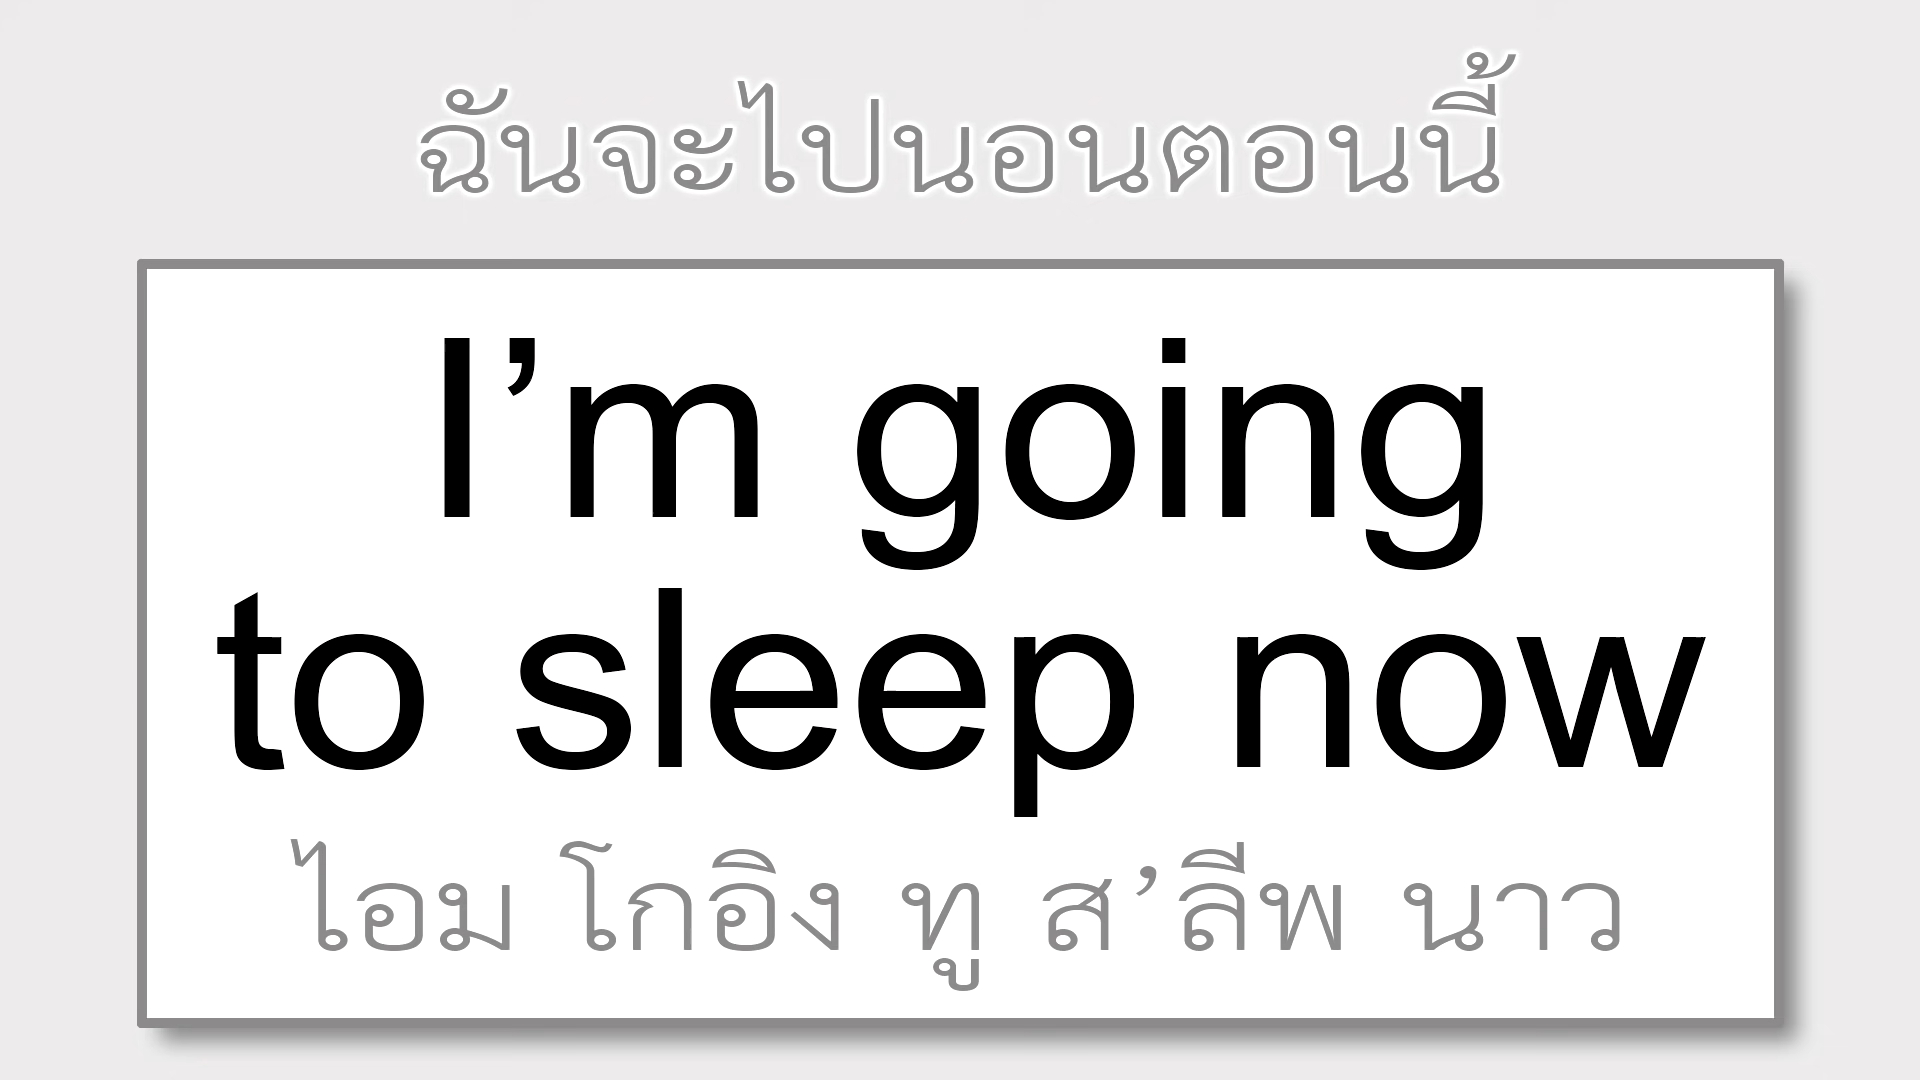 ฉันจะไปนอนตอนนี้
I’m going
to sleep now
ไอม โกอิง ทู ส’ลีพ นาว